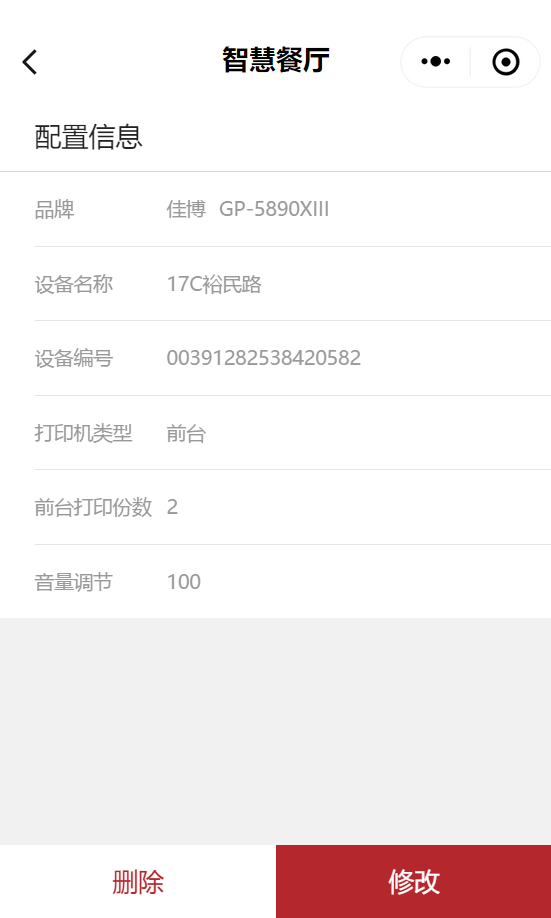 智慧餐厅
配置信息
品牌 佳博 GP-5890XIII
设备名称 17C裕民路
设备编号 00391282538420582
打印机类型 前台
前台打印份数 2
音量调节 100
删除 修改